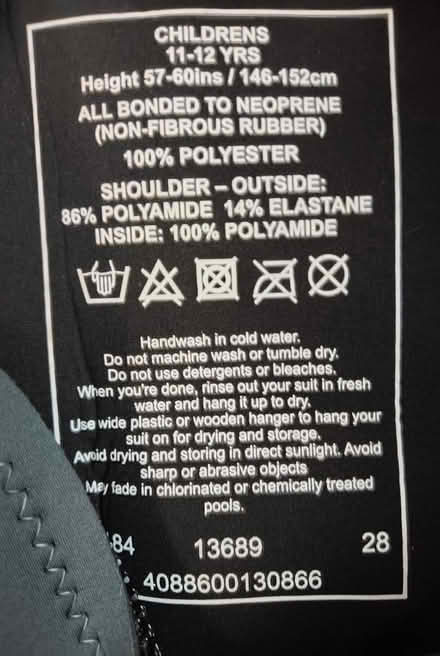 CHILDRENS
11-12 YRS
Height 57-60ins / 146-152cm
ALL BONDED TO NEOPRENE
(NON-FIBROUS RUBBER)
100% POLYESTER
SHOULDER – OUTSIDE:
86% POLYAMIDE 14% ELASTANE
INSIDE: 100% POLYAMIDE
Handwash in cold water.
Do not machine wash or tumble dry.
Do not use detergents or bleaches.
When you're done, rinse out your suit in fresh
water and hang it up to dry.
Use wide plastic or wooden hanger to hang your
suit on for drying and storage.
Avoid drying and storing in direct sunlight. Avoid
sharp or abrasive objects
May fade in chlorinated or chemically treated
pools.
13689 28
4088600130866